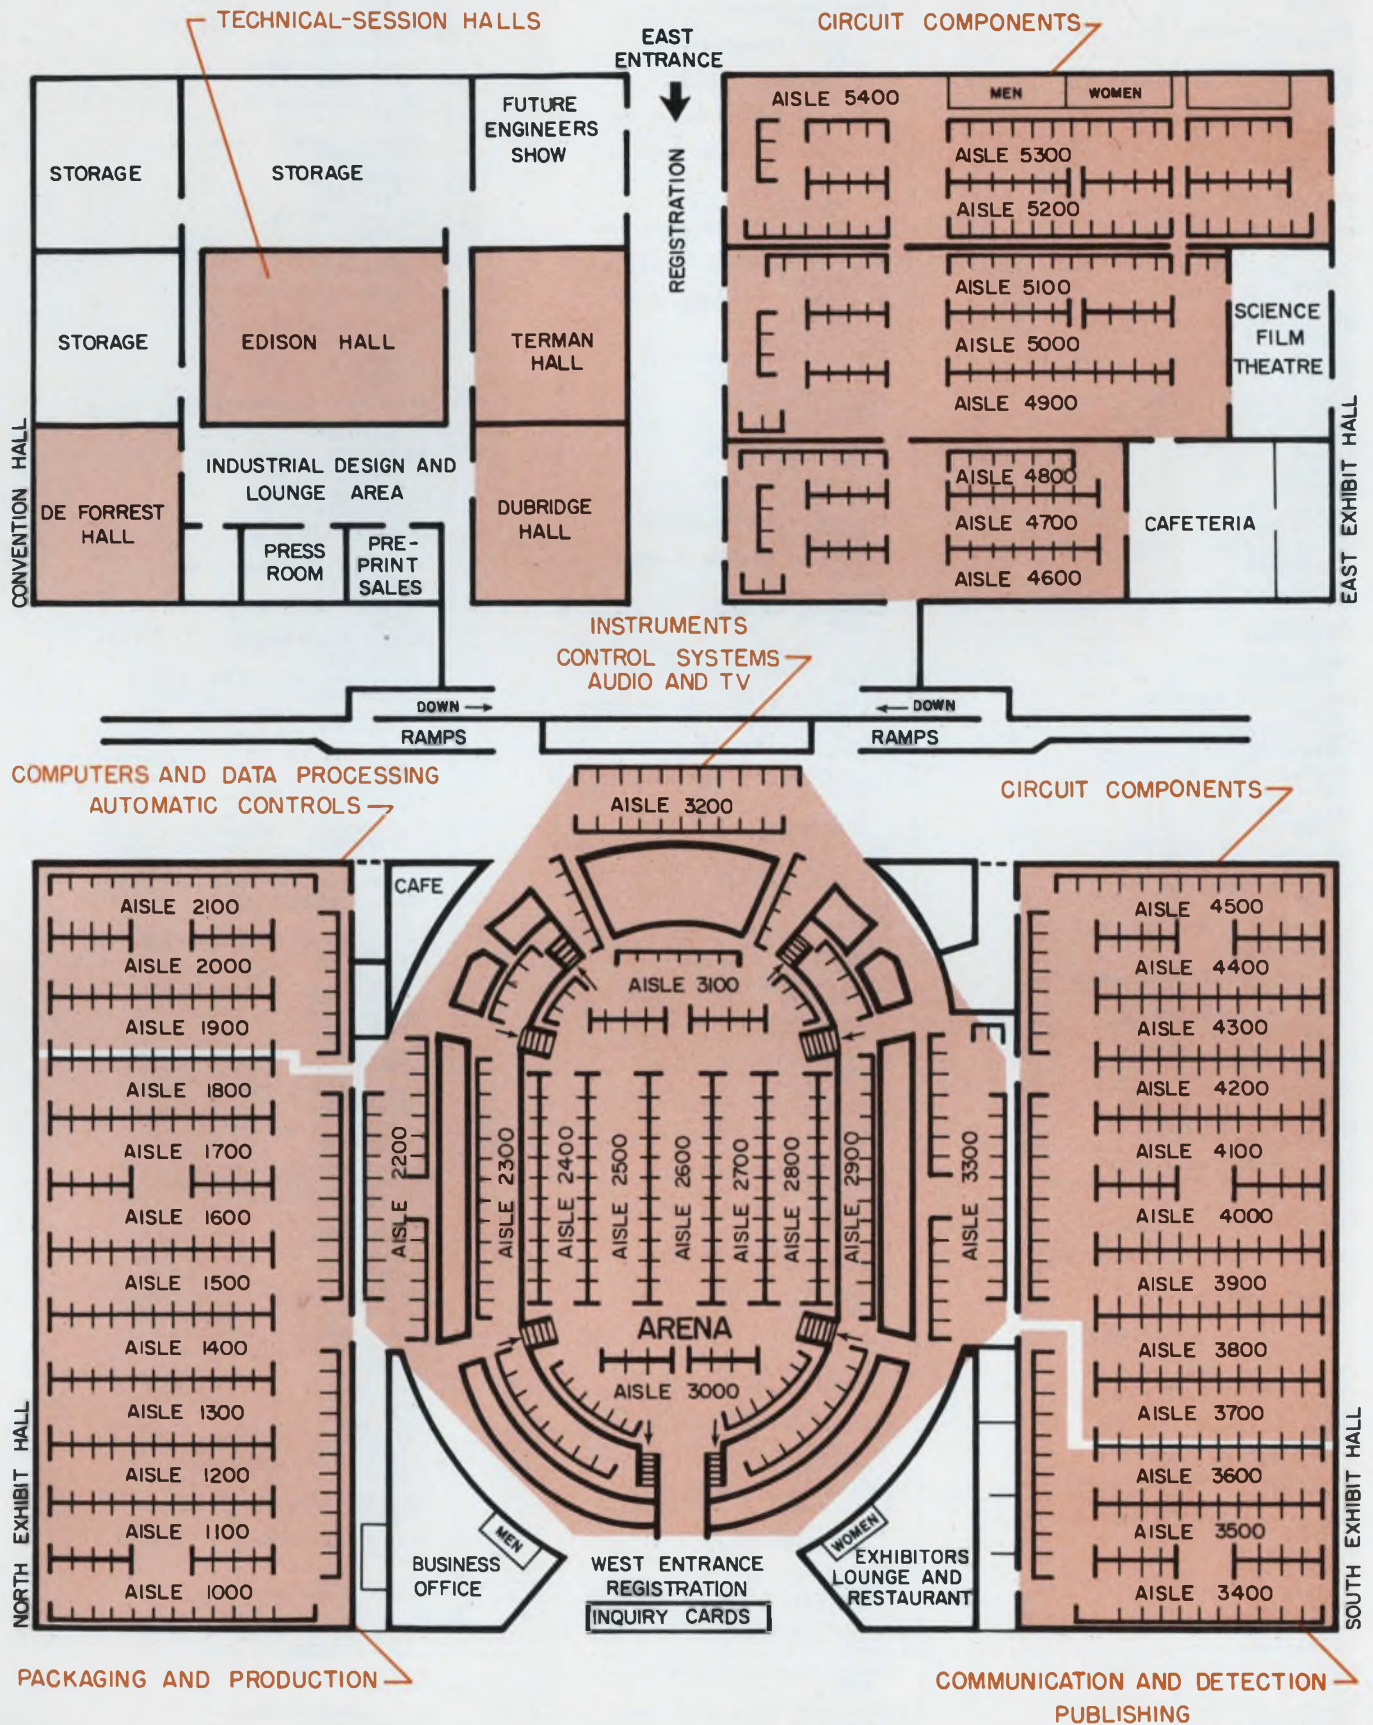 TECHNICAL-SESSION HALLS
CIRCUIT COMPONENTS
EAST
ENTRANCE
REGISTRATION
STORAGE
STORAGE
FUTURE
ENGINEERS
SHOW
STORAGE
EDISON HALL
TERMAN
HALL
CONVENTION HALL
DE FORREST
HALL
INDUSTRIAL DESIGN AND
LOUNGE AREA
PRESS
ROOM
PRE-
PRINT
SALES
DUBRIDGE
HALL
AISLE 5400
MEN
WOMEN
AISLE 5300
AISLE 5200
AISLE 5100
AISLE 5000
AISLE 4900
SCIENCE
FILM
THEATRE
AISLE 4800
AISLE 4700
AISLE 4600
CAFETERIA
EAST EXHIBIT HALL
INSTRUMENTS
CONTROL SYSTEMS
AUDIO AND TV
DOWN
DOWN
RAMPS
RAMPS
COMPUTERS AND DATA PROCESSING
AUTOMATIC CONTROLS
CIRCUIT COMPONENTS
AISLE 2100
AISLE 2000
AISLE 1900
AISLE 1800
AISLE 1700
AISLE 1600
AISLE 1500
AISLE 1400
AISLE 1300
AISLE 1200
AISLE 1100
AISLE 1000
NORTH EXHIBIT HALL
CAFE
AISLE 3200
AISLE 3100
AISLE 2200
AISLE 2300
AISLE 2400
AISLE 2500
AISLE 2600
AISLE 2700
AISLE 2800
AISLE 2900
AISLE 3300
ARENA
AISLE 3000
MEN
BUSINESS
OFFICE
WEST ENTRANCE
REGISTRATION
INQUIRY CARDS
WOMEN
EXHIBITORS
LOUNGE AND
RESTAURANT
AISLE 4500
AISLE 4400
AISLE 4300
AISLE 4200
AISLE 4100
AISLE 4000
AISLE 3900
AISLE 3800
AISLE 3700
AISLE 3600
AISLE 3500
AISLE 3400
SOUTH EXHIBIT HALL
PACKAGING AND PRODUCTION
COMMUNICATION AND DETECTION
PUBLISHING